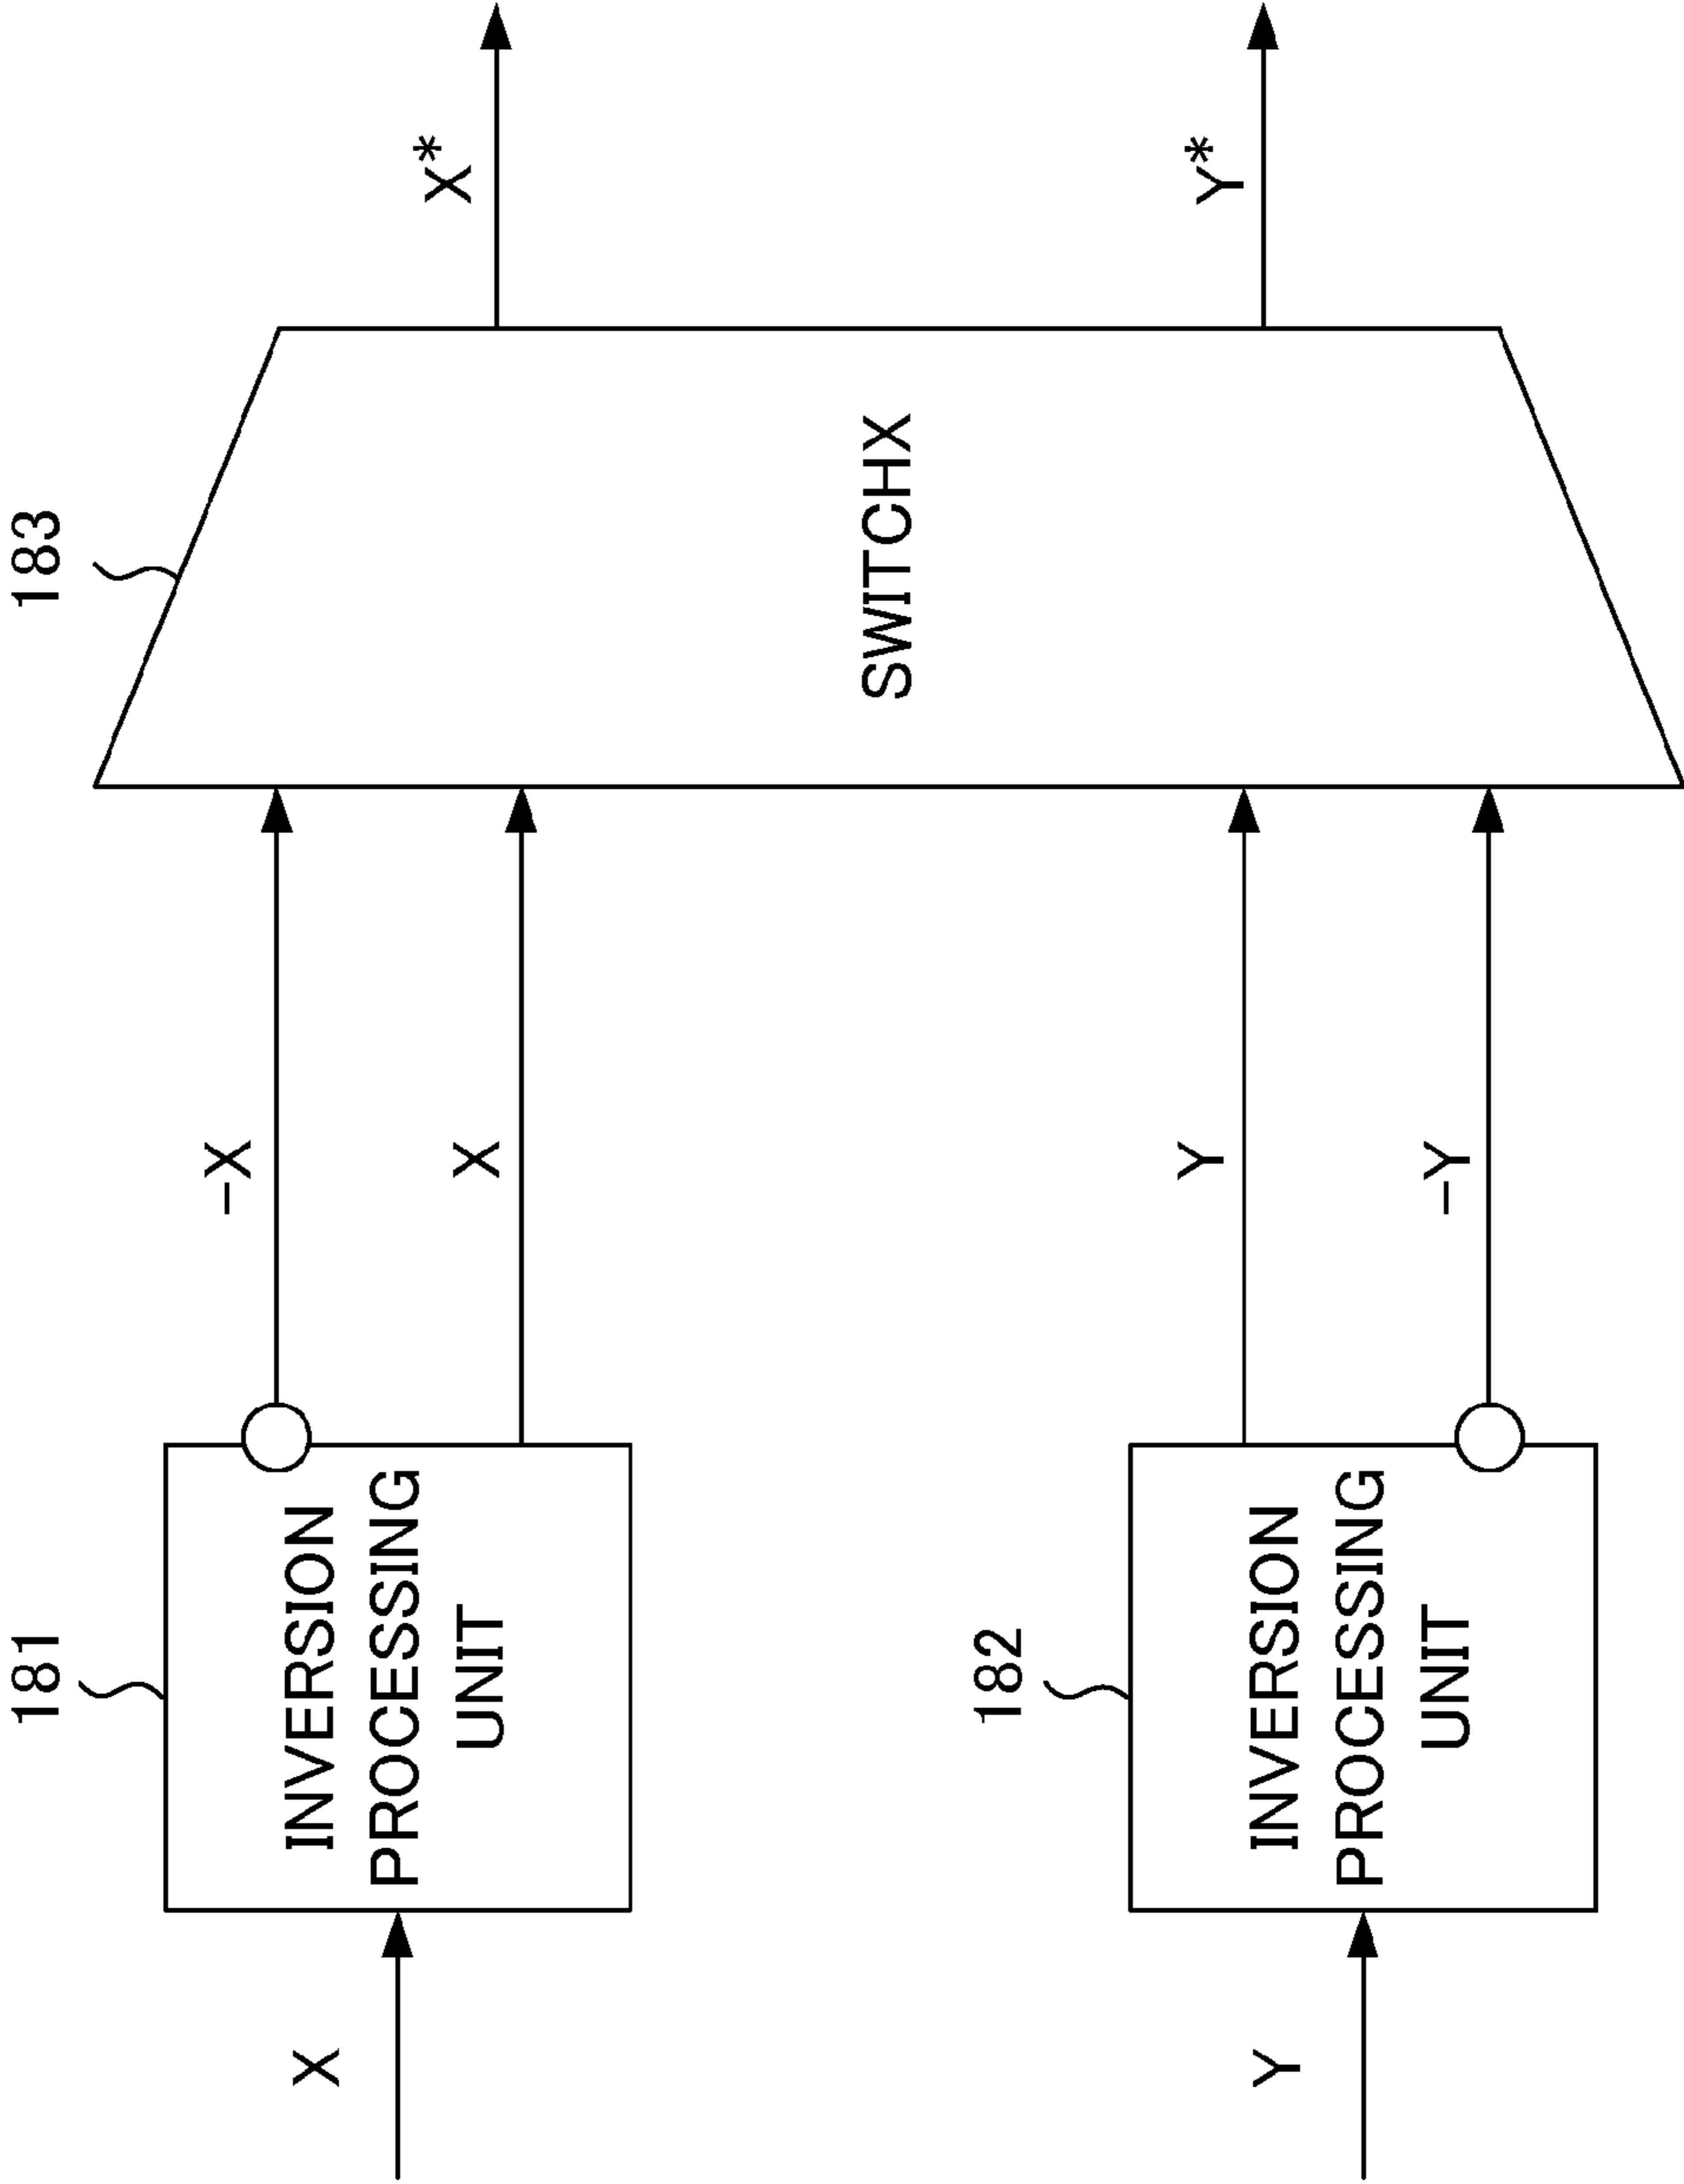 183
181
X
INVERSION
PROCESSING
UNIT
-X
X
SWITCHX
X*
182
Y
INVERSION
PROCESSING
UNIT
Y
-Y
Y*